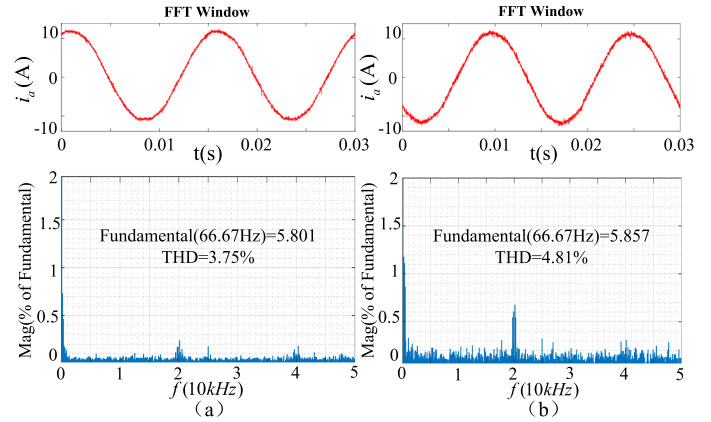 FFT Window
i_a (A)
10
0
-10
0
0.01
0.02
0.03
t(s)
Mag(% of Fundamental)
2
1.5
1
0.5
0
Fundamental(66.67Hz)=5.801
THD=3.75%
0
1
2
3
4
5
f (10kHz)
(a)
FFT Window
i_a (A)
10
0
-10
0
0.01
0.02
0.03
t(s)
Mag(% of Fundamental)
2
1.5
1
0.5
0
Fundamental(66.67Hz)=5.857
THD=4.81%
0
1
2
3
4
5
f (10kHz)
(b)